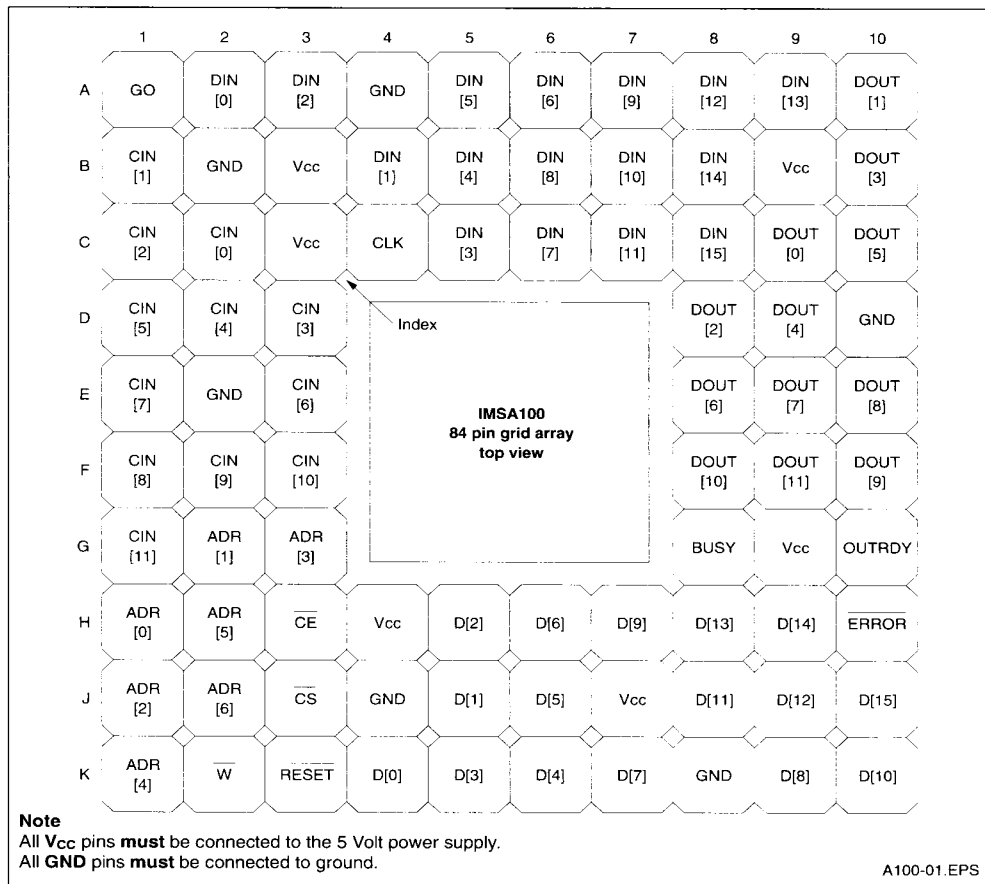 1 2 3 4 5 6 7 8 9 10
A GO DIN [0] DIN [2] GND DIN [5] DIN [6] DIN [9] DIN [12] DIN [13] DOUT [1]
B CIN [1] GND Vcc DIN [1] DIN [4] DIN [8] DIN [10] DIN [14] Vcc DOUT [3]
C CIN [2] CIN [0] Vcc CLK DIN [3] DIN [7] DIN [11] DIN [15] DOUT [0] DOUT [5]
D CIN [5] CIN [4] CIN [3] DOUT [2] DOUT [4] GND
Index
E CIN [7] GND CIN [6] DOUT [6] DOUT [7] DOUT [8]
IMSA100
84 pin grid array
top view
F CIN [8] CIN [9] CIN [10] DOUT [10] DOUT [11] DOUT [9]
G CIN [11] ADR [1] ADR [3] BUSY Vcc OUTRDY
H ADR [0] ADR [5] CE Vcc D[2] D[6] D[9] D[13] D[14] ERROR
J ADR [2] ADR [6] CS GND D[1] D[5] Vcc D[11] D[12] D[15]
K ADR [4] W RESET D[0] D[3] D[4] D[7] GND D[8] D[10]
Note
All VCC pins must be connected to the 5 Volt power supply.
All GND pins must be connected to ground.
A100-01.EPS